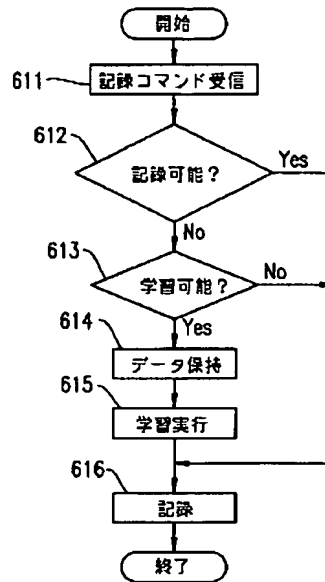 開始
611
記録コマンド受信
612
記録可能？
Yes
No
613
学習可能？
No
Yes
614
データ保持
615
学習実行
616
記録
終了